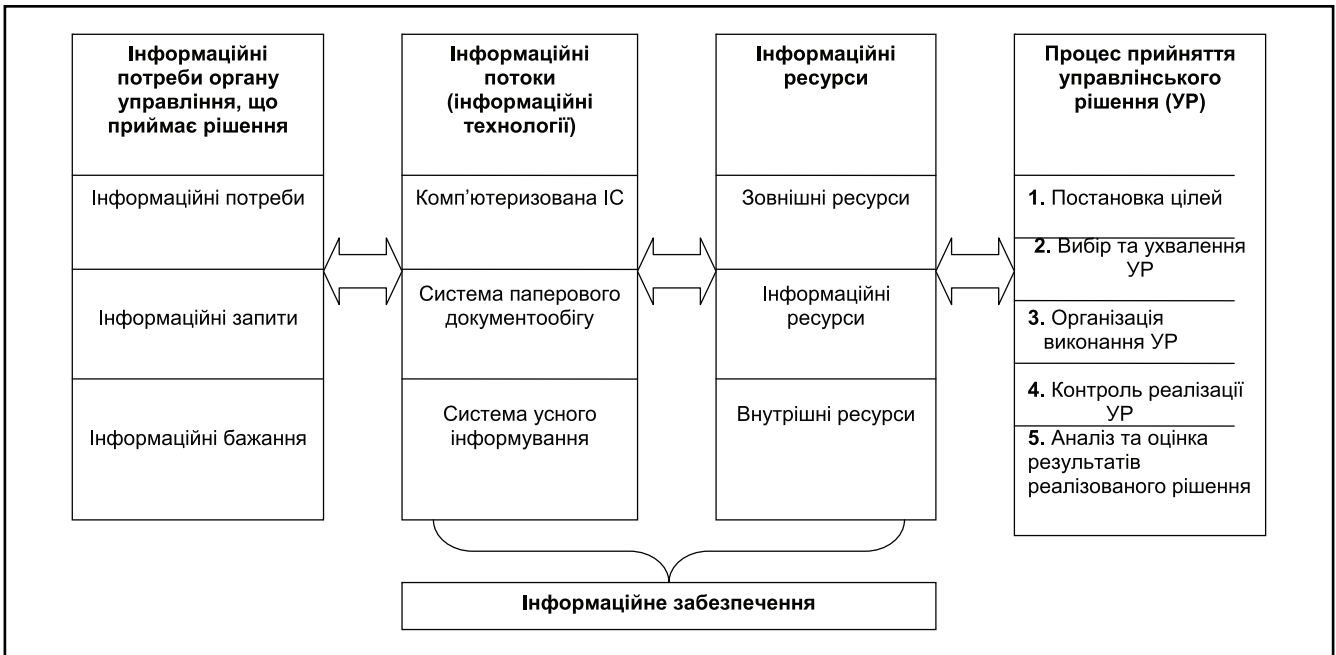 Інформаційні
потреби органу
управління, що
приймає рішення
Інформаційні потреби
Інформаційні запити
Інформаційні бажання
Інформаційні
потоки
(інформаційні
технології)
Комп’ютеризована ІС
Система паперового
документообігу
Система усного
інформування
Інформаційні
ресурси
Зовнішні ресурси
Інформаційні
ресурси
Внутрішні ресурси
Процес прийняття
управлінського
рішення (УР)
1. Постановка цілей
2. Вибір та ухвалення
УР
3. Організація
виконання УР
4. Контроль реалізації
УР
5. Аналіз та оцінка
результатів
реалізованого рішення
Інформаційне забезпечення